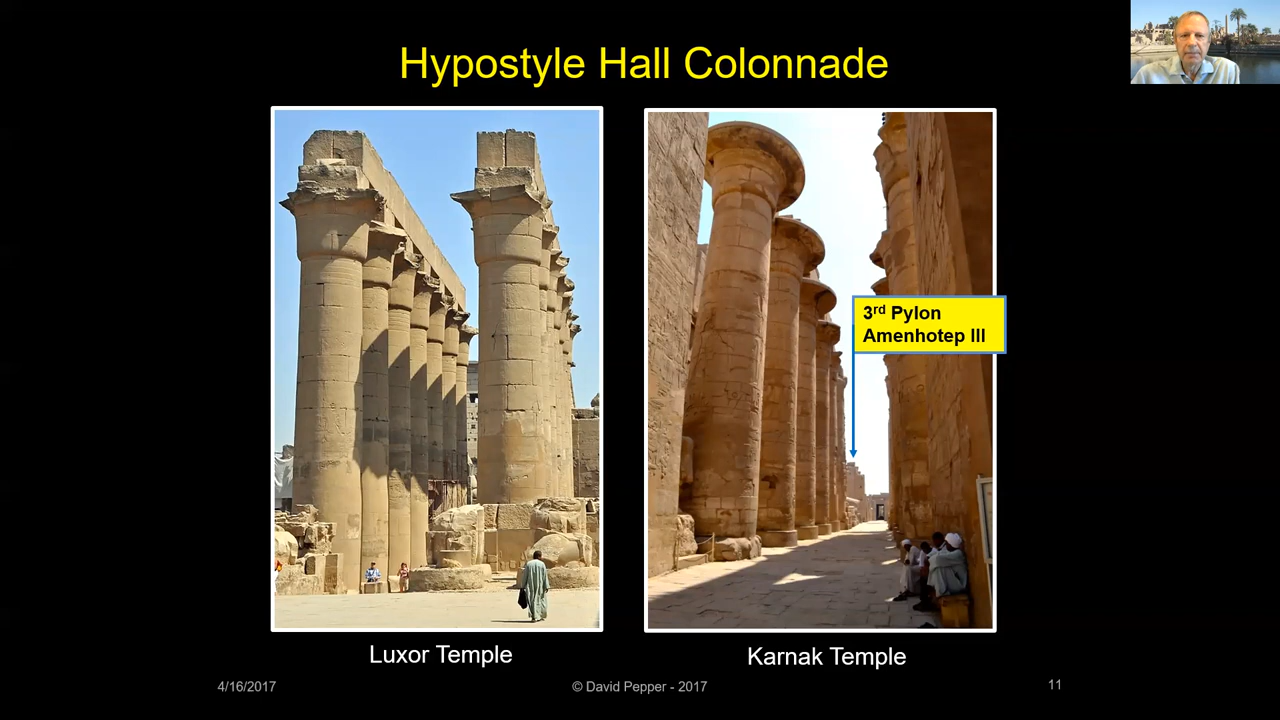 Hypostyle Hall Colonnade
3rd Pylon
Amenhotep III
Luxor Temple
Karnak Temple
4/16/2017
© David Pepper - 2017
11